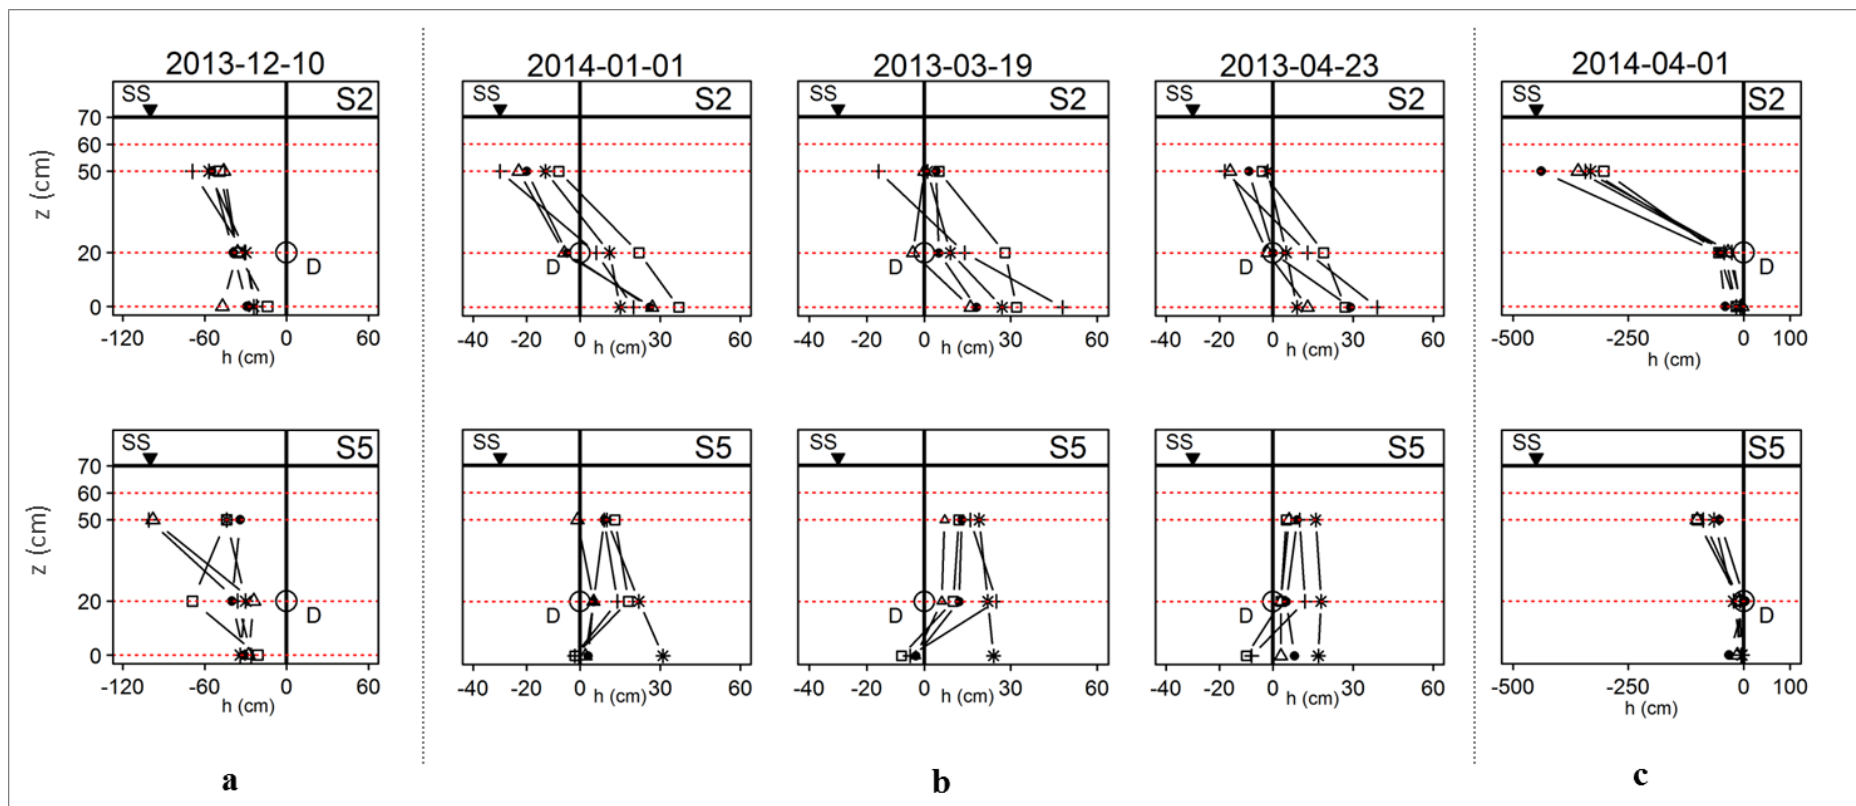 2013-12-10
2014-01-01
2013-03-19
2013-04-23
2014-04-01
SS S2
SS S2
SS S2
SS S2
SS S2
70
60
50
20
0
z (cm)
D
D
D
D
D
-120 -60 0 60
-40 -20 0 30 60
-40 -20 0 30 60
-40 -20 0 30 60
-500 -250 0 100
h (cm)
h (cm)
h (cm)
h (cm)
h (cm)
SS S5
SS S5
SS S5
SS S5
SS S5
70
60
50
20
0
z (cm)
D
D
D
D
D
-120 -60 0 60
-40 -20 0 30 60
-40 -20 0 30 60
-40 -20 0 30 60
-500 -250 0 100
h (cm)
h (cm)
h (cm)
h (cm)
h (cm)
a
b
c